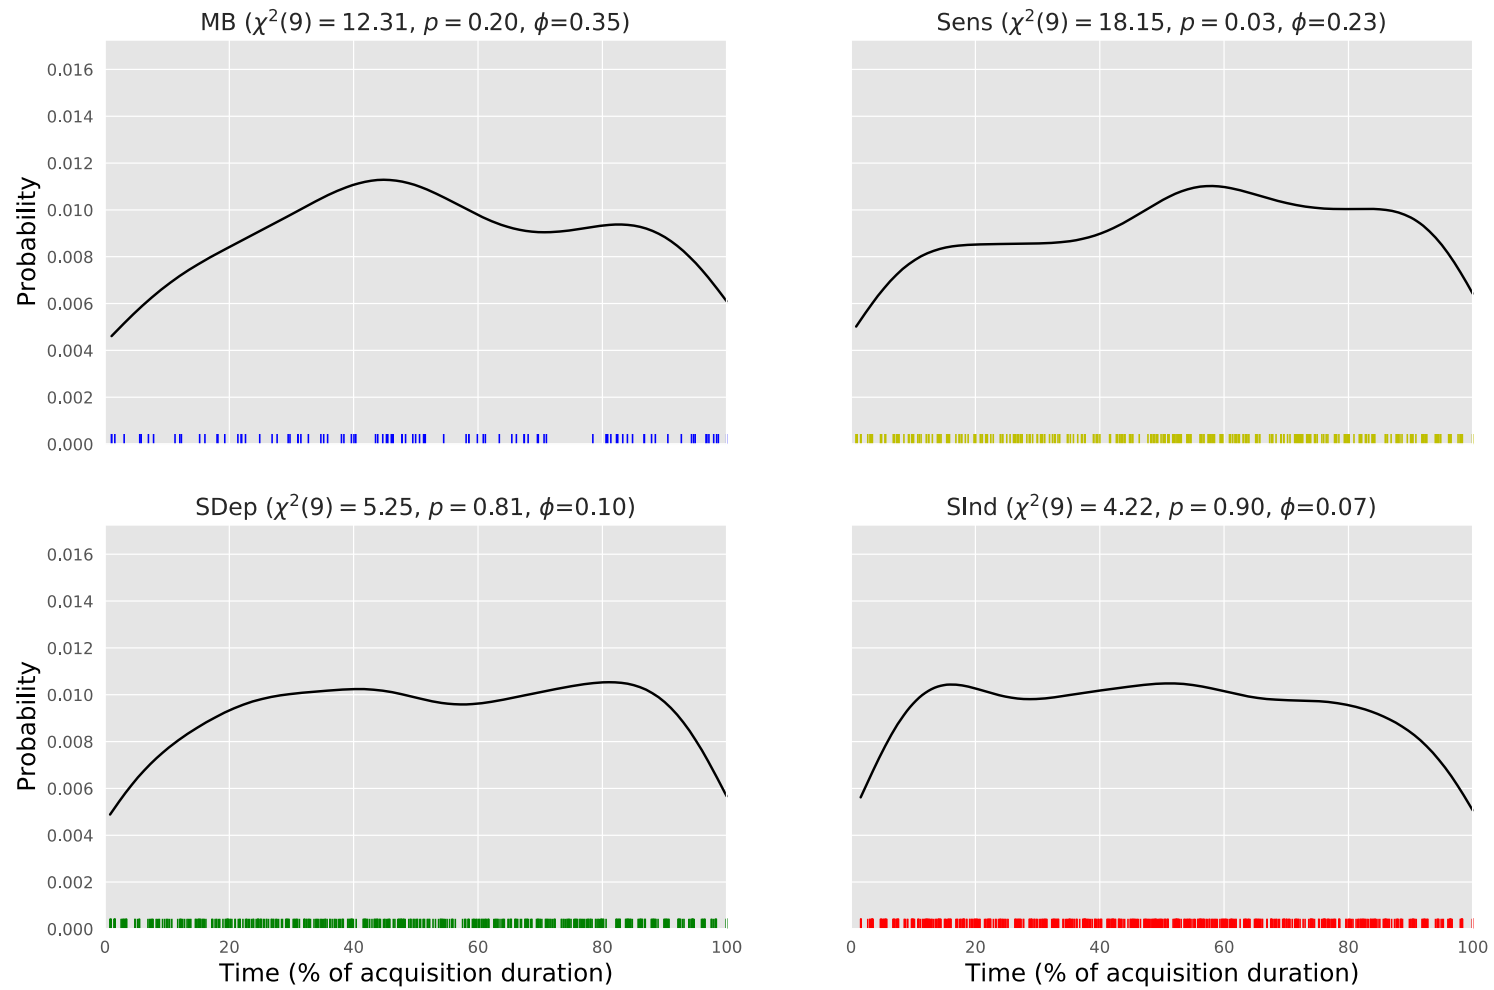 MB (χ²(9) = 12.31, p = 0.20, ϕ=0.35)
Sens (χ²(9) = 18.15, p = 0.03, ϕ=0.23)
0.016
0.014
0.012
0.010
0.008
0.006
0.004
0.002
0.000
Probability
SDep (χ²(9) = 5.25, p = 0.81, ϕ=0.10)
SInd (χ²(9) = 4.22, p = 0.90, ϕ=0.07)
0.016
0.014
0.012
0.010
0.008
0.006
0.004
0.002
0.000
Probability
0 20 40 60 80 100
0 20 40 60 80 100
Time (% of acquisition duration)
Time (% of acquisition duration)